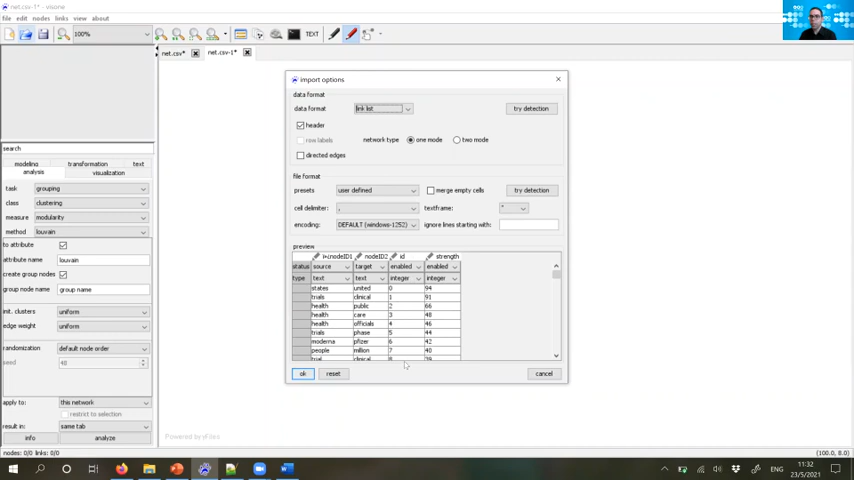 net.csv-1* - visone
file edit nodes links view about
100%
TEXT
net.csv* net.csv-1*
search
modeling transformation text
analysis visualization
task grouping
class clustering
measure modularity
method louvain
to attribute
attribute name louvain
create group nodes
group node name group name
init. clusters uniform
edge weight uniform
randomization default node order
seed 48
apply to: this network
restrict to selection
result in: same tab
info analyze
import options
data format
data format link list try detection
header
row labels network type one mode two mode
directed edges
file format
presets user defined merge empty cells try detection
cell delimiter: , textframe: "
encoding: DEFAULT (windows-1252) ignore lines starting with:
preview
nodeID1 nodeID2 id strength
status source target enabled enabled
type text text integer integer
states united 0 94
trials clinical 1 91
health public 2 66
health care 3 48
health officials 4 46
trials phase 5 44
moderna pfizer 6 42
people million 7 40
trial clinical 8 39
ok reset cancel
Powered by yFiles
nodes: 0/0 links: 0/0 (100.0, 8.0)
ENG
11:32
23/5/2021